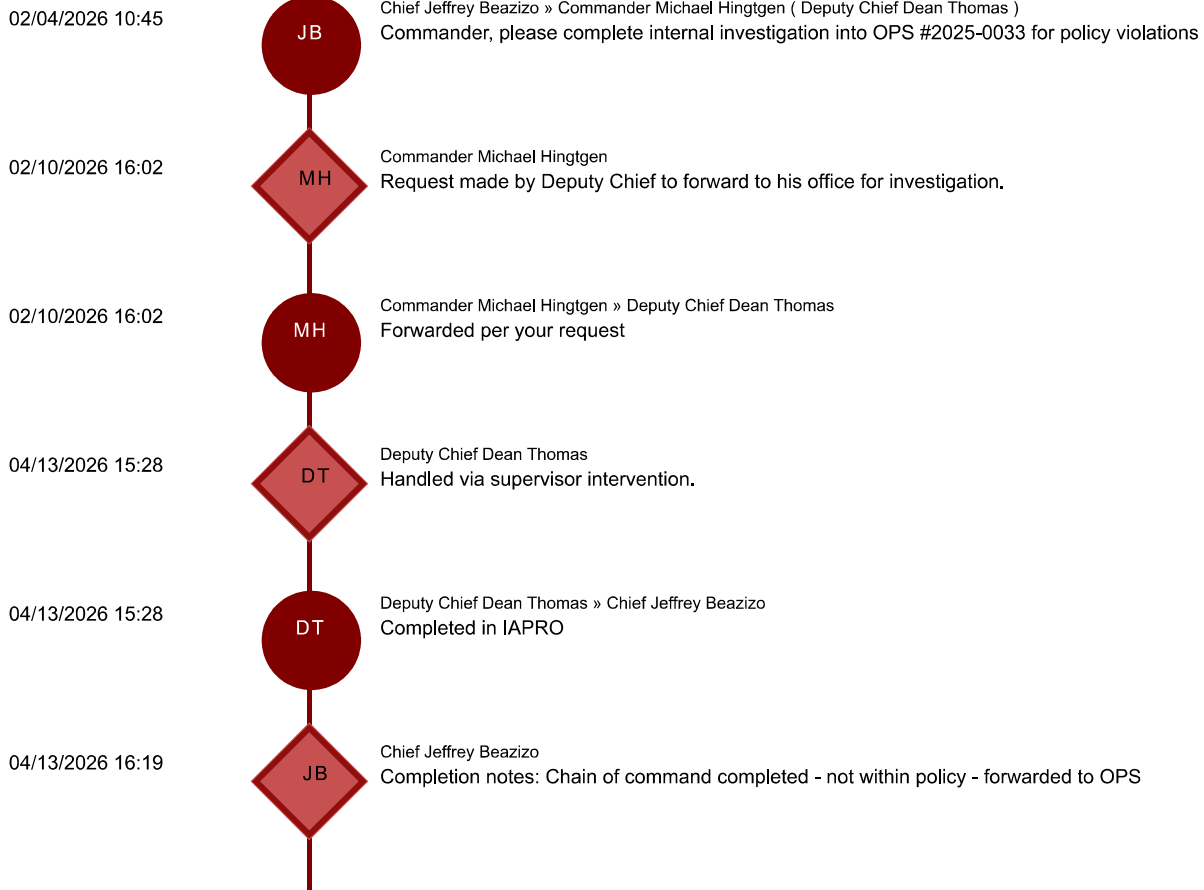 02/04/2026 10:45
JB
Chief Jeffrey Beazizo » Commander Michael Hingtgen ( Deputy Chief Dean Thomas )
Commander, please complete internal investigation into OPS #2025-0033 for policy violations
02/10/2026 16:02
MH
Commander Michael Hingtgen
Request made by Deputy Chief to forward to his office for investigation.
02/10/2026 16:02
MH
Commander Michael Hingtgen » Deputy Chief Dean Thomas
Forwarded per your request
04/13/2026 15:28
DT
Deputy Chief Dean Thomas
Handled via supervisor intervention.
04/13/2026 15:28
DT
Deputy Chief Dean Thomas » Chief Jeffrey Beazizo
Completed in IAPRO
04/13/2026 16:19
JB
Chief Jeffrey Beazizo
Completion notes: Chain of command completed - not within policy - forwarded to OPS